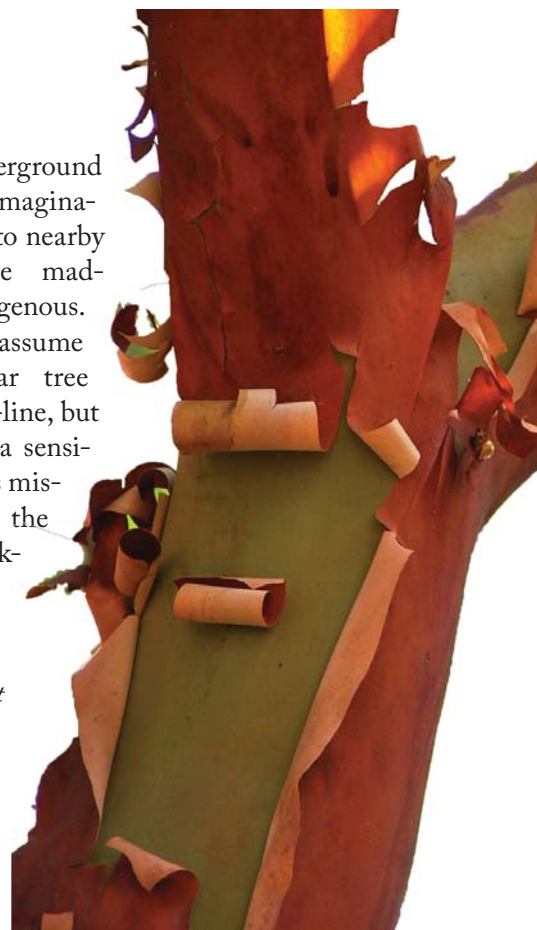 erground
magina-
to nearby
e mad-
genous.
assume
ar tree
-line, but
a sensi-
mis-
the
k-
t